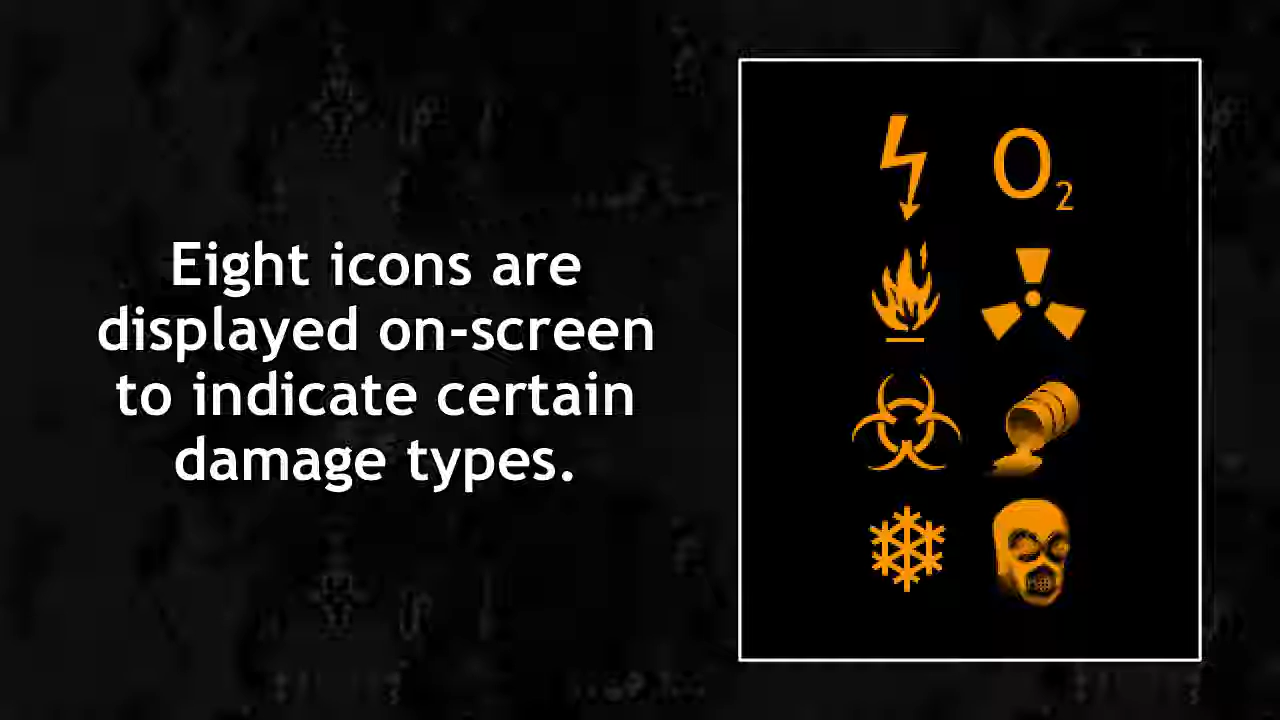 Eight icons are
displayed on-screen
to indicate certain
damage types.
O₂